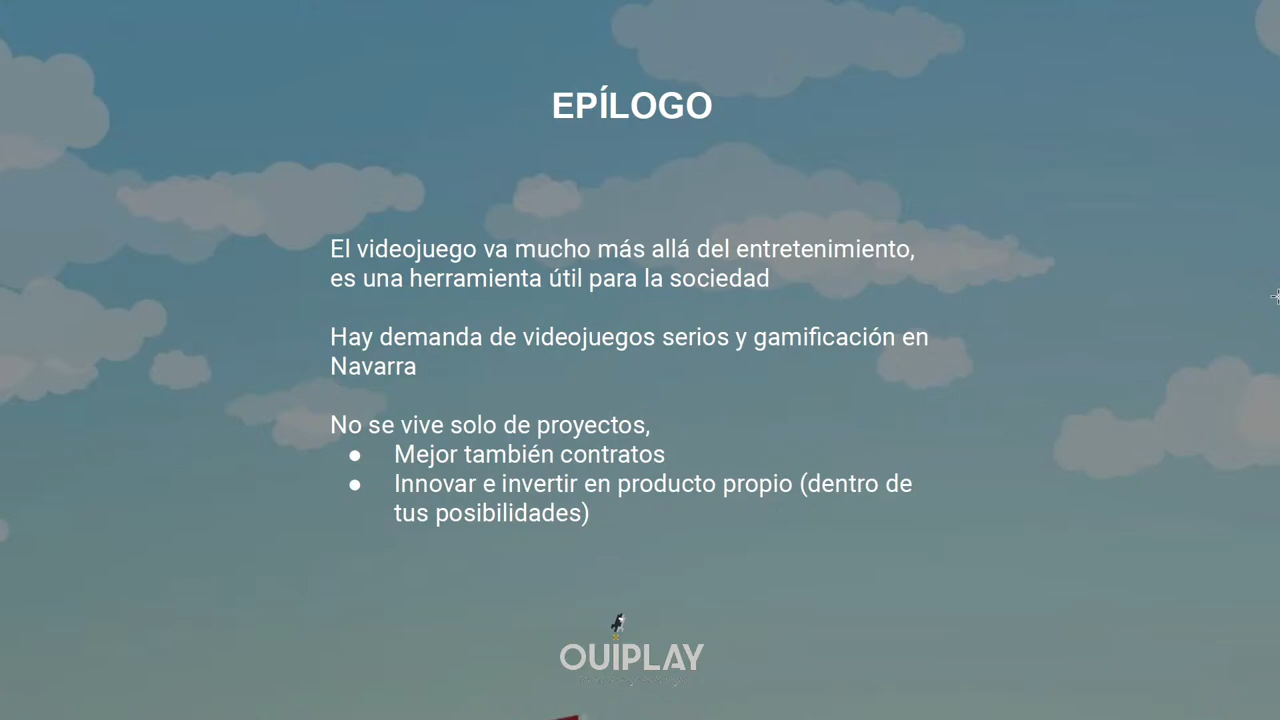 EPÍLOGO
El videojuego va mucho más allá del entretenimiento,
es una herramienta útil para la sociedad
Hay demanda de videojuegos serios y gamificación en
Navarra
No se vive solo de proyectos,
● Mejor también contratos
● Innovar e invertir en producto propio (dentro de
tus posibilidades)
OUIPLAY